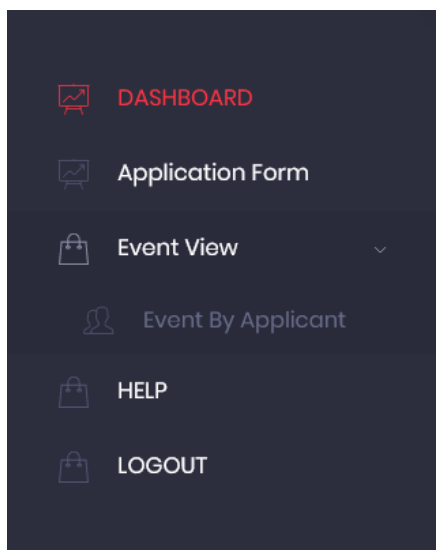 DASHBOARD
Application Form
Event View
Event By Applicant
HELP
LOGOUT